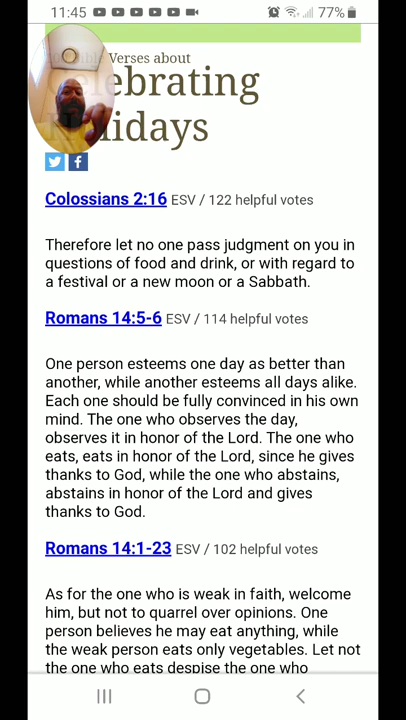 11:45 77%
Verses about
ebrating
idays
Colossians 2:16 ESV / 122 helpful votes
Therefore let no one pass judgment on you in
questions of food and drink, or with regard to
a festival or a new moon or a Sabbath.
Romans 14:5-6 ESV / 114 helpful votes
One person esteems one day as better than
another, while another esteems all days alike.
Each one should be fully convinced in his own
mind. The one who observes the day,
observes it in honor of the Lord. The one who
eats, eats in honor of the Lord, since he gives
thanks to God, while the one who abstains,
abstains in honor of the Lord and gives
thanks to God.
Romans 14:1-23 ESV / 102 helpful votes
As for the one who is weak in faith, welcome
him, but not to quarrel over opinions. One
person believes he may eat anything, while
the weak person eats only vegetables. Let not
the one who eats despise the one who